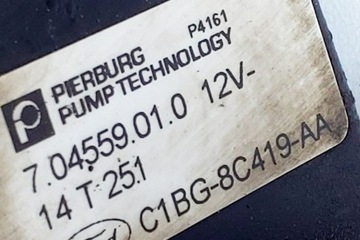 P4161
PIERBURG
PUMP TECHNOLOGY
7.04559.01.0 12V-
14 T 251
C1BG-8C419-AA